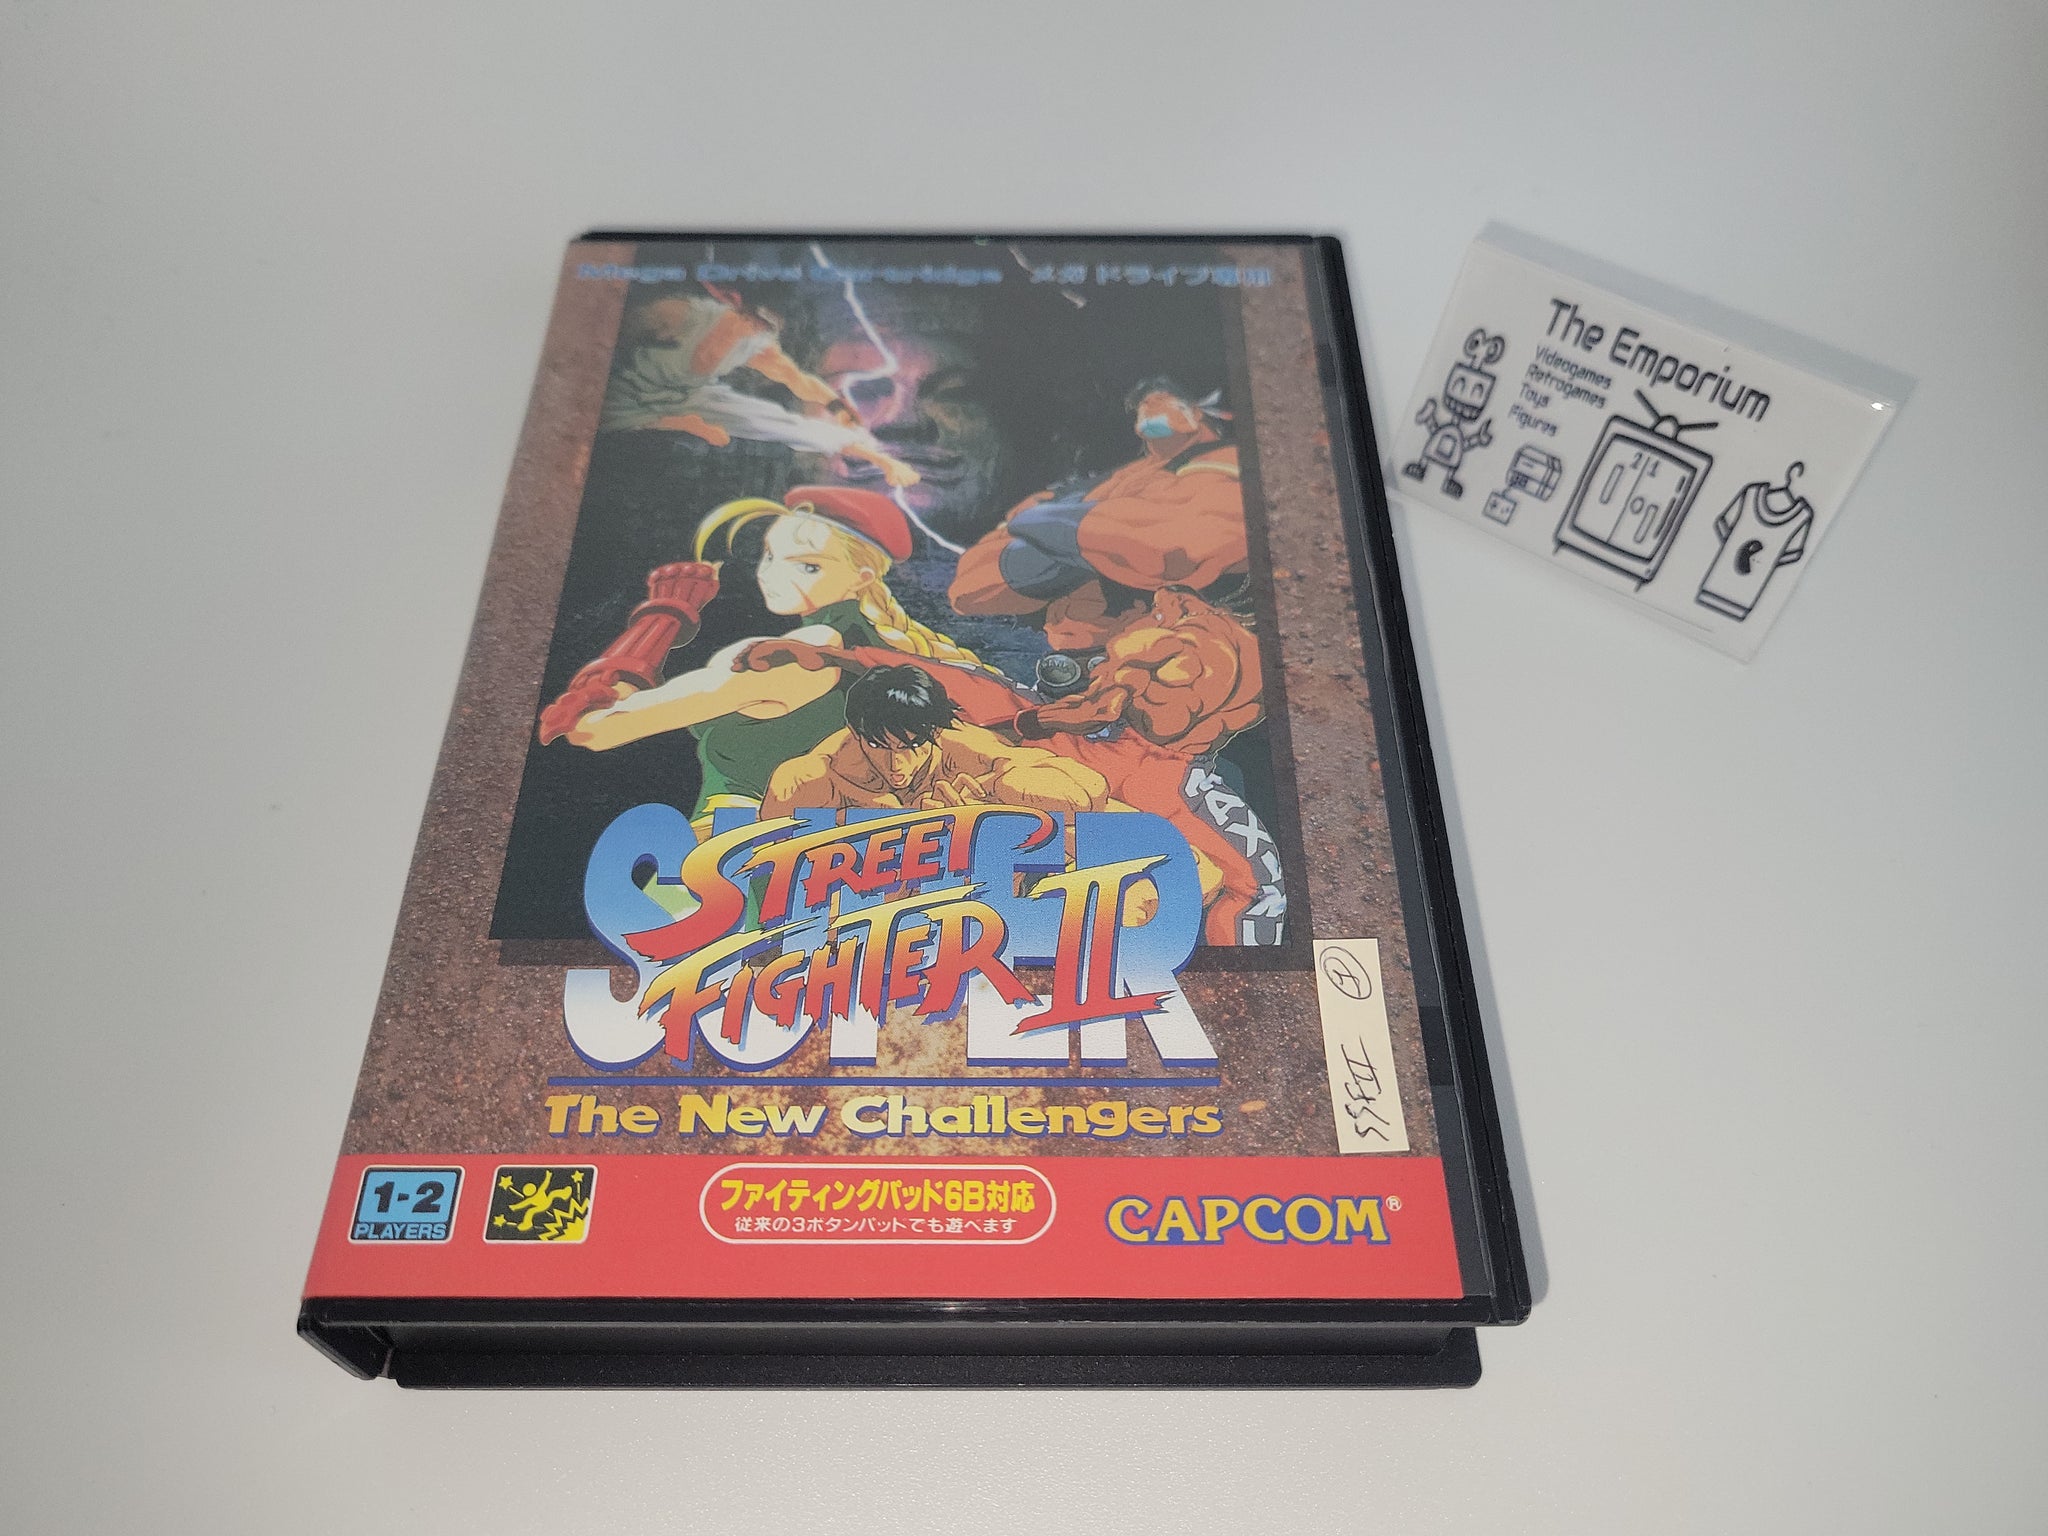 Mega Drive Cartridge メガドライブ専用
SUPER
STREET
FIGHTER II
The New Challengers
MAXIMU
1-2
PLAYERS
ファイティングパッド6B対応
従来の3ボタンパッドでも遊べます
CAPCOM®
SSFII
The Emporium
Videogames
Retrogames
Toys
Figures
2 1